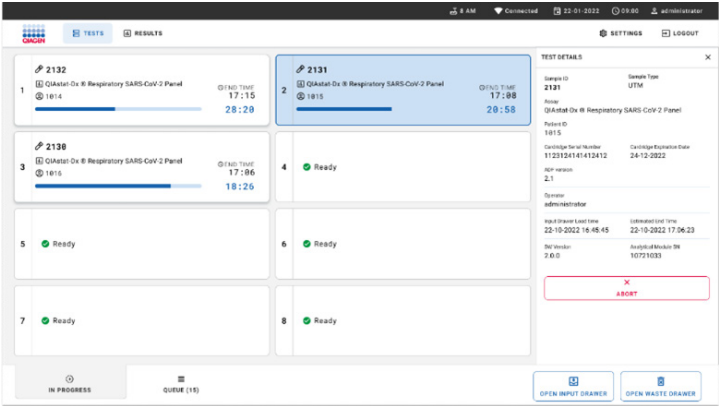 8 AM Connected 22-01-2022 09:00 administrator
QIAGEN TESTS RESULTS SETTINGS LOGOUT
1
2132
QIAstat-Dx ® Respiratory SARS-CoV-2 Panel
1014
END TIME
17:15
28:20
2
2131
QIAstat-Dx ® Respiratory SARS-CoV-2 Panel
1015
END TIME
17:08
20:58
3
2130
QIAstat-Dx ® Respiratory SARS-CoV-2 Panel
1016
END TIME
17:06
18:26
4 Ready
5 Ready
6 Ready
7 Ready
8 Ready
TEST DETAILS
Sample ID Sample Type
2131 UTM
Assay
QIAstat-Dx ® Respiratory SARS-CoV-2 Panel
Patient ID
1015
Cartridge Serial Number Cartridge Expiration Date
1123124141412412 24-12-2022
ADF version
2.1
Operator
administrator
Input Drawer Load time Estimated End Time
22-10-2022 16:45:45 22-10-2022 17:06:23
SW Version Analytical Module SN
2.0.0 10721033
ABORT
IN PROGRESS QUEUE (15)
OPEN INPUT DRAWER OPEN WASTE DRAWER